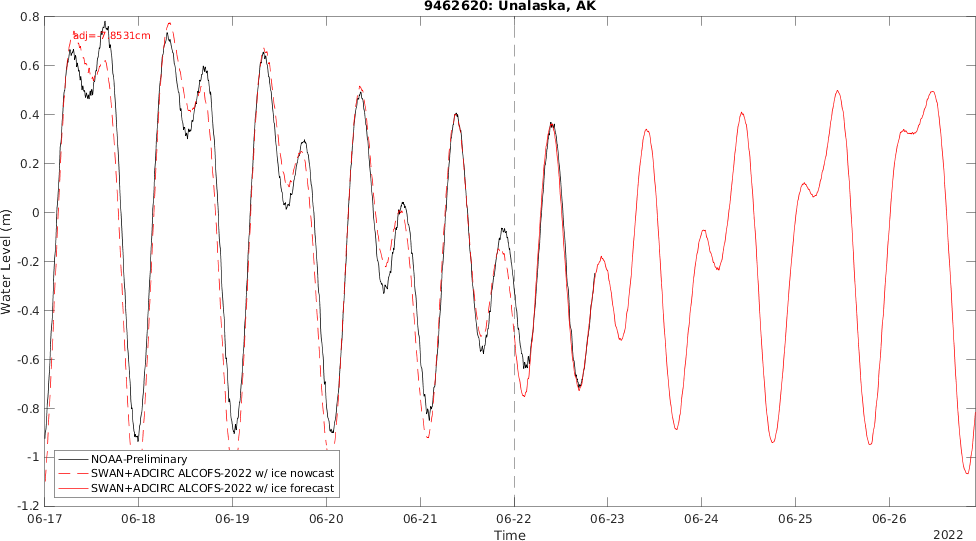 9462620: Unalaska, AK
0.8
adj=-7.8531cm
0.6
0.4
0.2
0
-0.2
-0.4
-0.6
-0.8
-1
-1.2
Water Level (m)
NOAA-Preliminary
SWAN+ADCIRC ALCOFS-2022 w/ ice nowcast
SWAN+ADCIRC ALCOFS-2022 w/ ice forecast
06-17 06-18 06-19 06-20 06-21 06-22 06-23 06-24 06-25 06-26
Time
2022